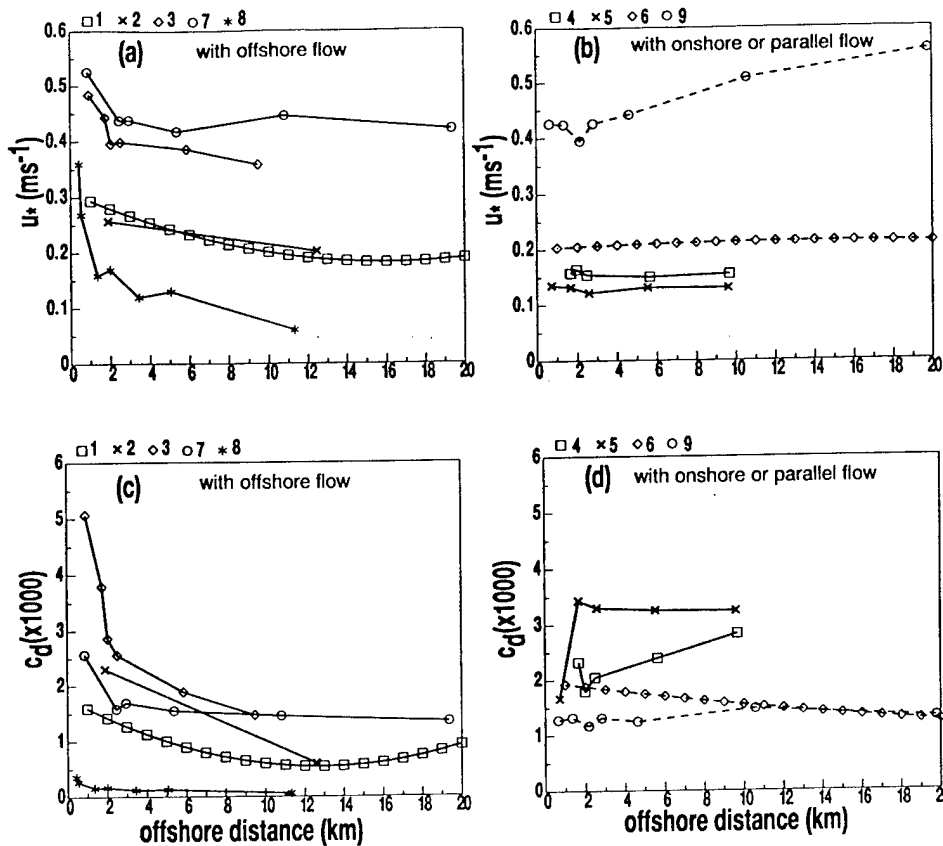 1 2 3 7 8
(a) with offshore flow
u* (ms-1)
0.6
0.5
0.4
0.3
0.2
0.1
0
0 2 4 6 8 10 12 14 16 18 20
4 5 6 9
(b) with onshore or parallel flow
u* (ms-1)
0.6
0.5
0.4
0.3
0.2
0.1
0
0 2 4 6 8 10 12 14 16 18 20
1 2 3 7 8
(c) with offshore flow
cd(x1000)
6
5
4
3
2
1
0
0 2 4 6 8 10 12 14 16 18 20
offshore distance (km)
4 5 6 9
(d) with onshore or parallel flow
cd(x1000)
6
5
4
3
2
1
0
0 2 4 6 8 10 12 14 16 18 20
offshore distance (km)